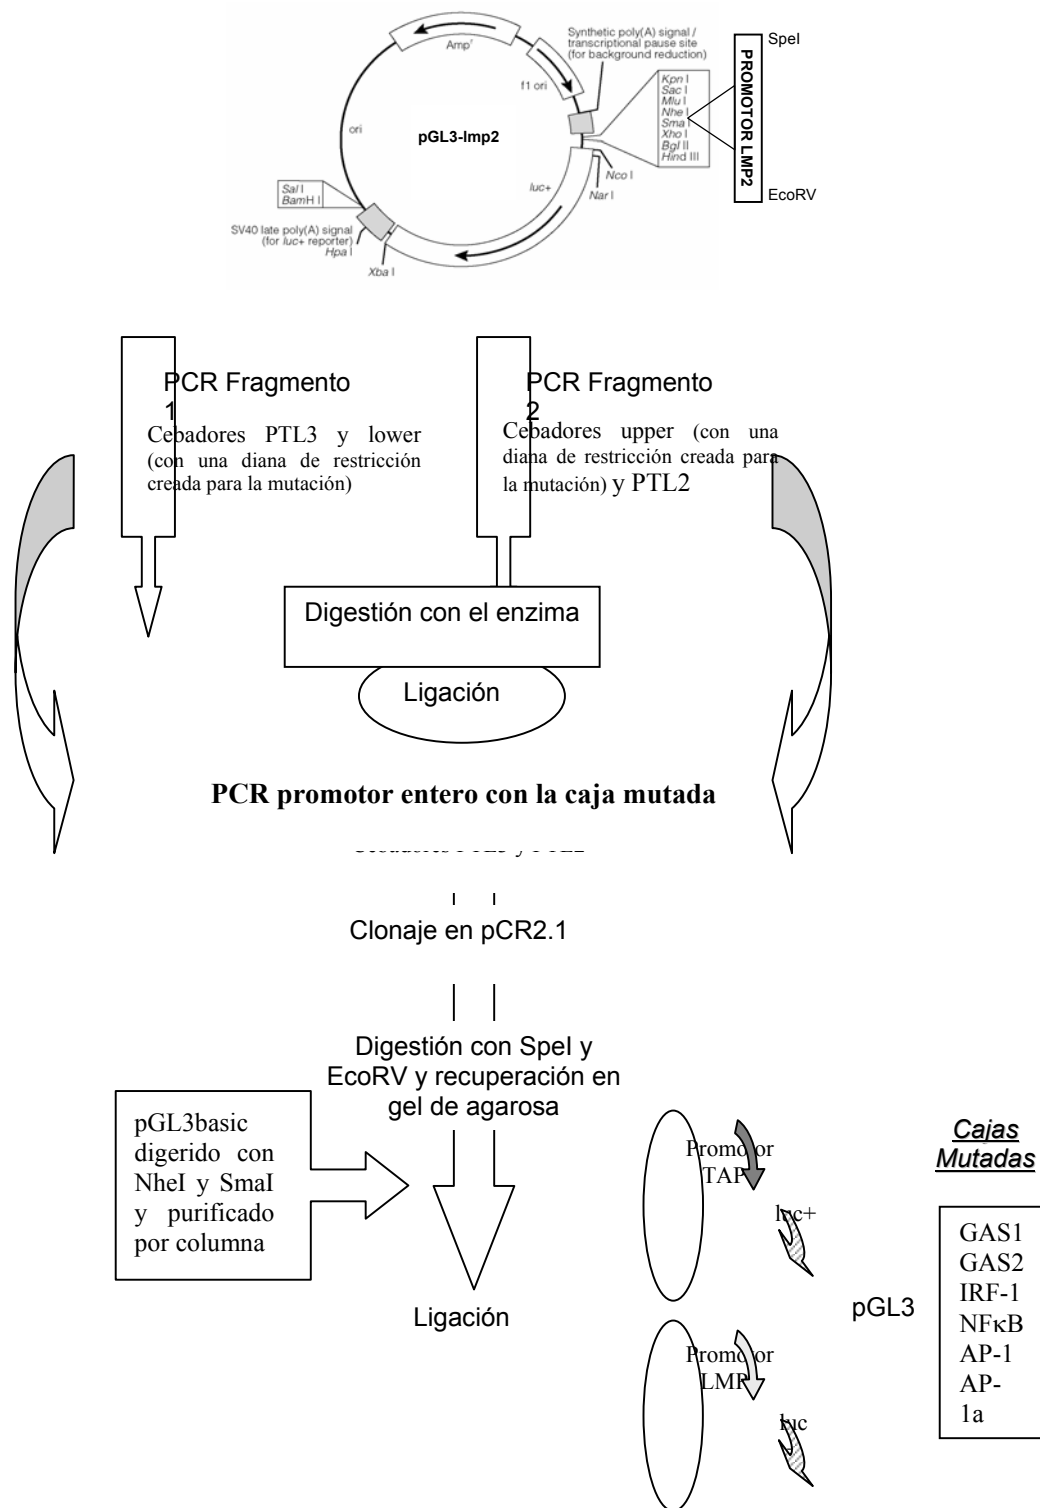 Amp^r
f1 ori
ori
pGL3-lmp2
Synthetic poly(A) signal /
transcriptional pause site
(for background reduction)
Kpn I
Sac I
Mlu I
Nhe I
Sma I
Xho I
Bgl II
Hind III
SpeI
PROMOTOR LMP2
EcoRV
Nco I
Nar I
luc+
Sal I
BamH I
SV40 late poly(A) signal
(for luc+ reporter)
Hpa I
Xba I
PCR Fragmento
1
Cebadores PTL3 y lower
(con una diana de restricción
creada para la mutación)
PCR Fragmento
2
Cebadores upper (con una
diana de restricción creada para
la mutación) y PTL2
Digestión con el enzima
Ligación
PCR promotor entero con la caja mutada
Clonaje en pCR2.1
Digestión con SpeI y
EcoRV y recuperación en
gel de agarosa
pGL3basic
digerido con
NheI y SmaI
y purificado
por columna
Ligación
Promotor
TAP
luc+
Promotor
LMP
luc
pGL3
Cajas
Mutadas
GAS1
GAS2
IRF-1
NFκB
AP-1
AP-
1a